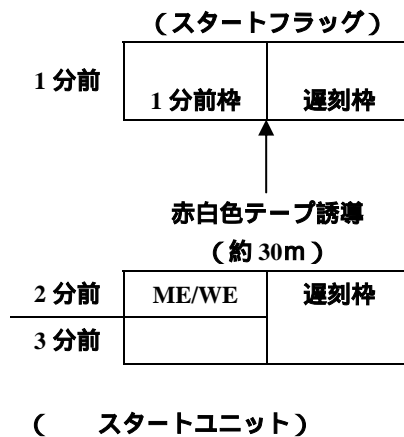 （スタートフラッグ）
1 分前
1 分前枠 遅刻枠
赤白色テープ誘導
（約 30ｍ）
2 分前 ME/WE 遅刻枠
3 分前
（　　スタートユニット）